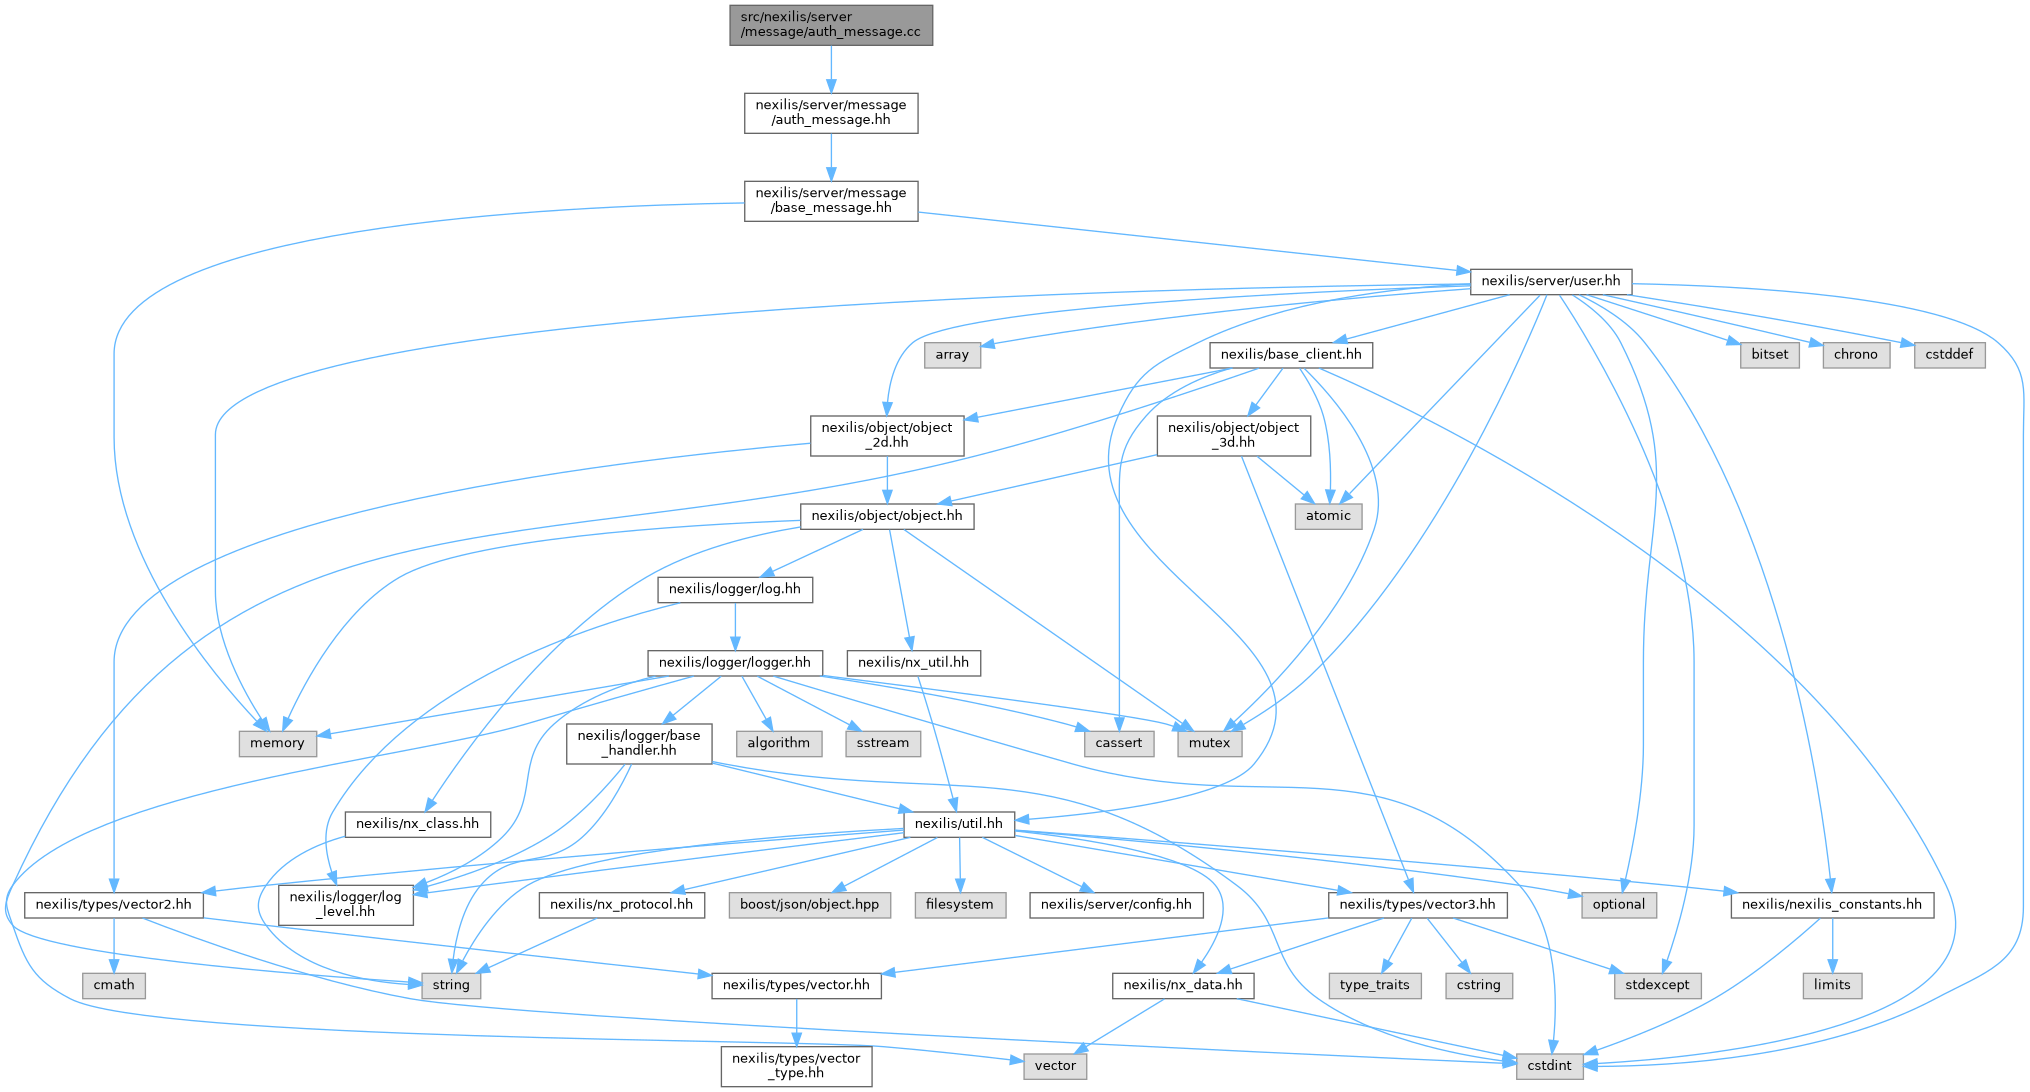 src/nexilis/server
/message/auth_message.cc
nexilis/server/message
/auth_message.hh
nexilis/server/message
/base_message.hh
nexilis/server/user.hh
array
nexilis/base_client.hh
bitset
chrono
cstddef
nexilis/object/object
_2d.hh
nexilis/object/object
_3d.hh
nexilis/object/object.hh
atomic
nexilis/logger/log.hh
nexilis/logger/logger.hh
nexilis/nx_util.hh
memory
nexilis/logger/base
_handler.hh
algorithm
sstream
cassert
mutex
nexilis/nx_class.hh
nexilis/util.hh
nexilis/types/vector2.hh
nexilis/logger/log
_level.hh
nexilis/nx_protocol.hh
boost/json/object.hpp
filesystem
nexilis/server/config.hh
nexilis/types/vector3.hh
optional
nexilis/nexilis_constants.hh
cmath
string
nexilis/types/vector.hh
nexilis/nx_data.hh
type_traits
cstring
stdexcept
limits
nexilis/types/vector
_type.hh
vector
cstdint